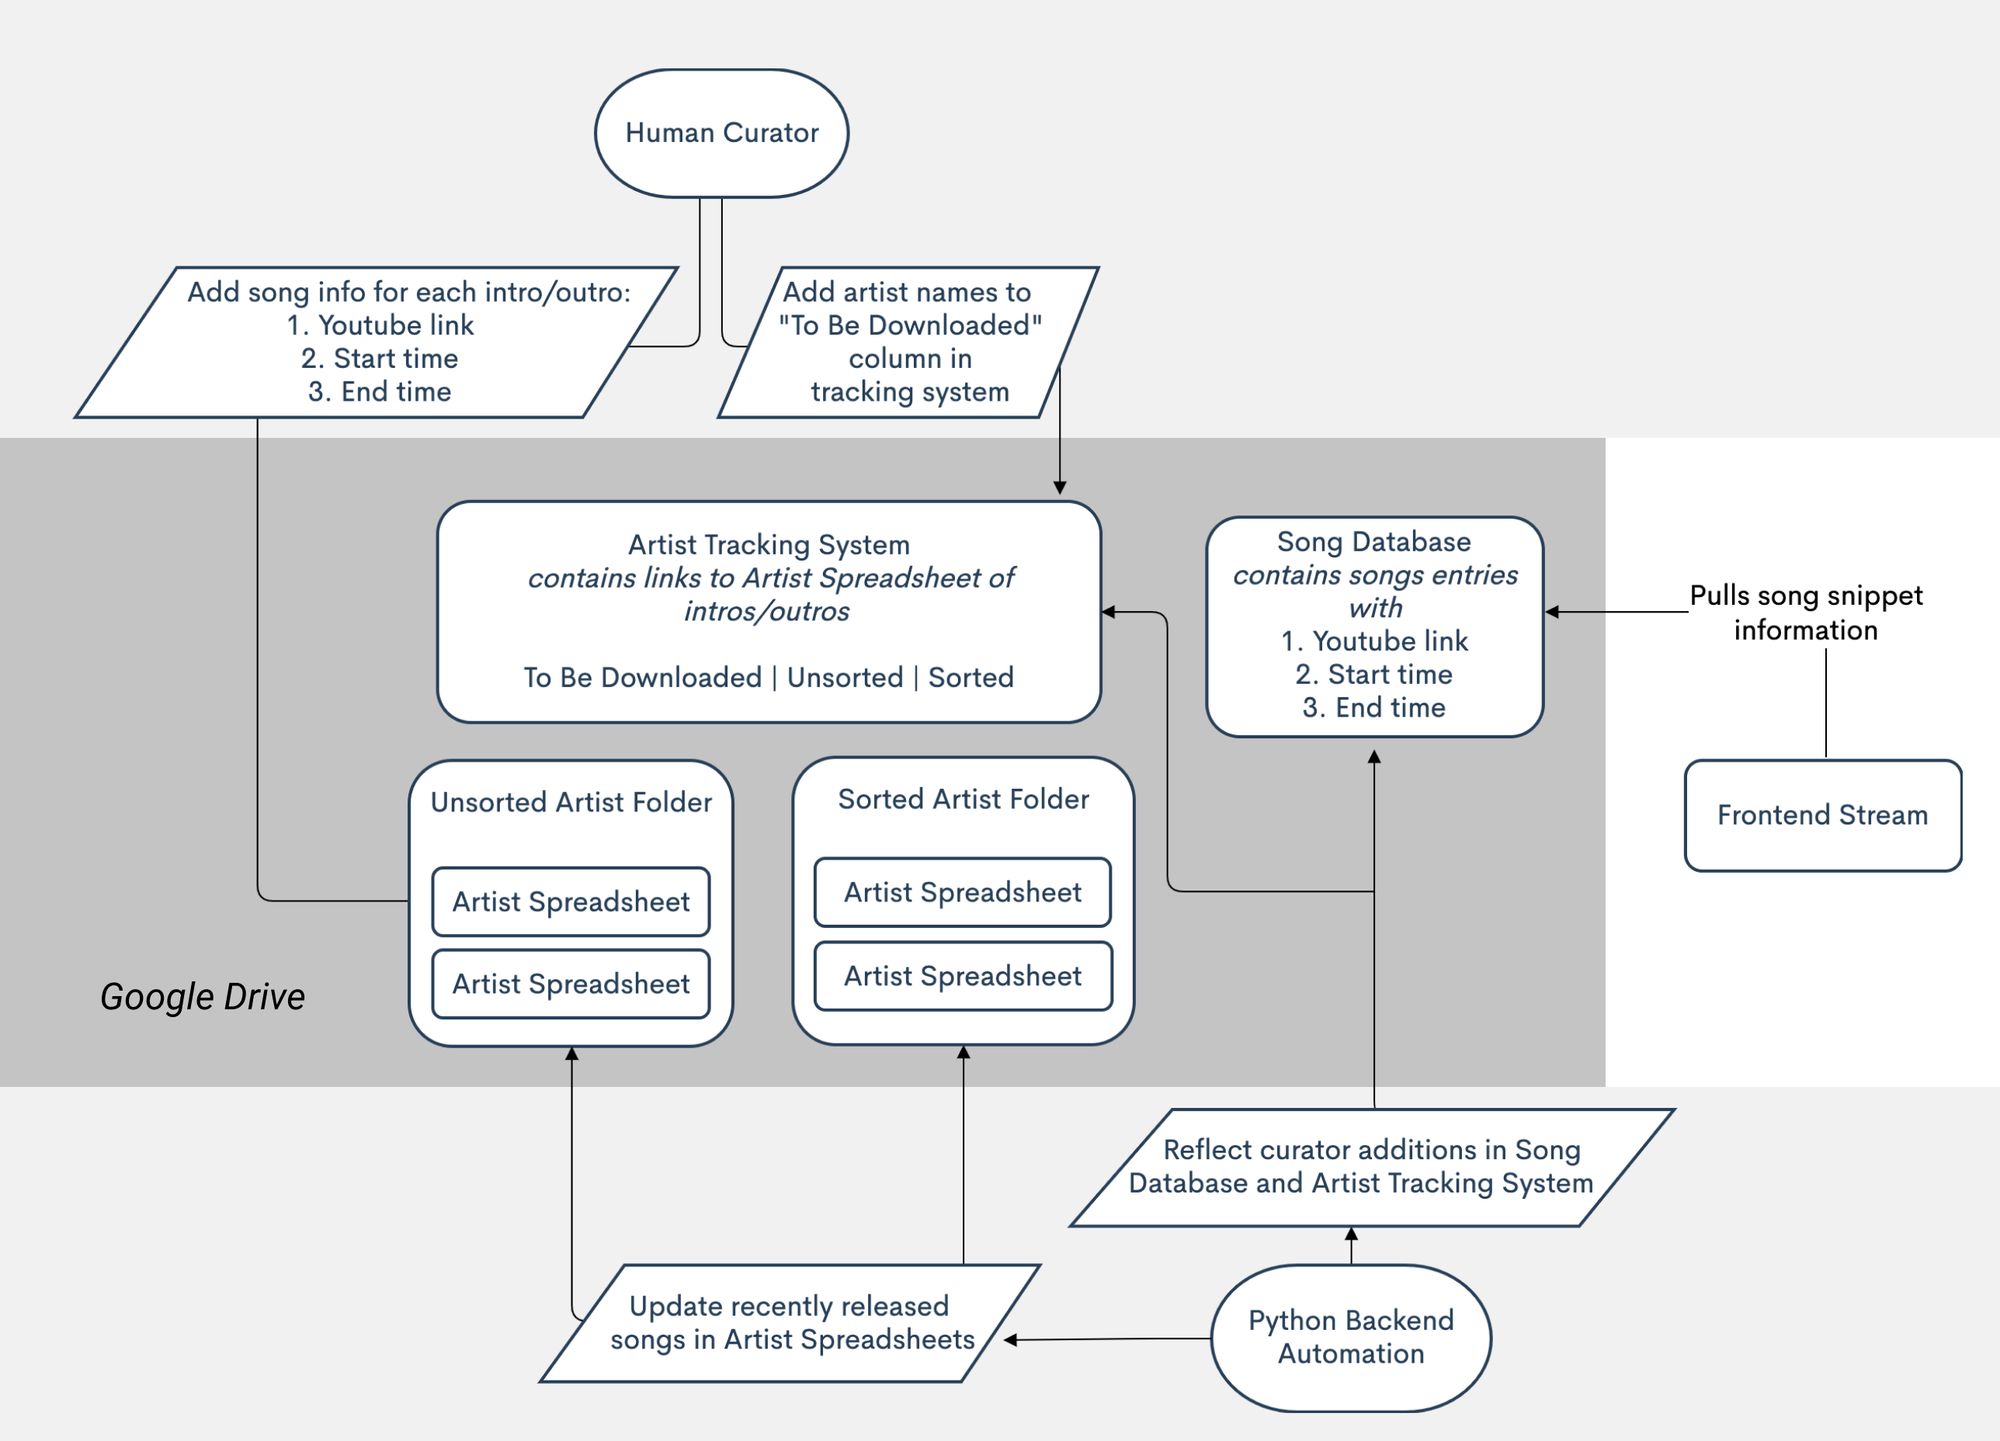 Human Curator
Add song info for each intro/outro:
1. Youtube link
2. Start time
3. End time
Add artist names to
"To Be Downloaded"
column in
tracking system
Artist Tracking System
contains links to Artist Spreadsheet of
intros/outros
To Be Downloaded | Unsorted | Sorted
Song Database
contains songs entries
with
1. Youtube link
2. Start time
3. End time
Pulls song snippet
information
Frontend Stream
Unsorted Artist Folder
Artist Spreadsheet
Artist Spreadsheet
Sorted Artist Folder
Artist Spreadsheet
Artist Spreadsheet
Google Drive
Reflect curator additions in Song
Database and Artist Tracking System
Update recently released
songs in Artist Spreadsheets
Python Backend
Automation